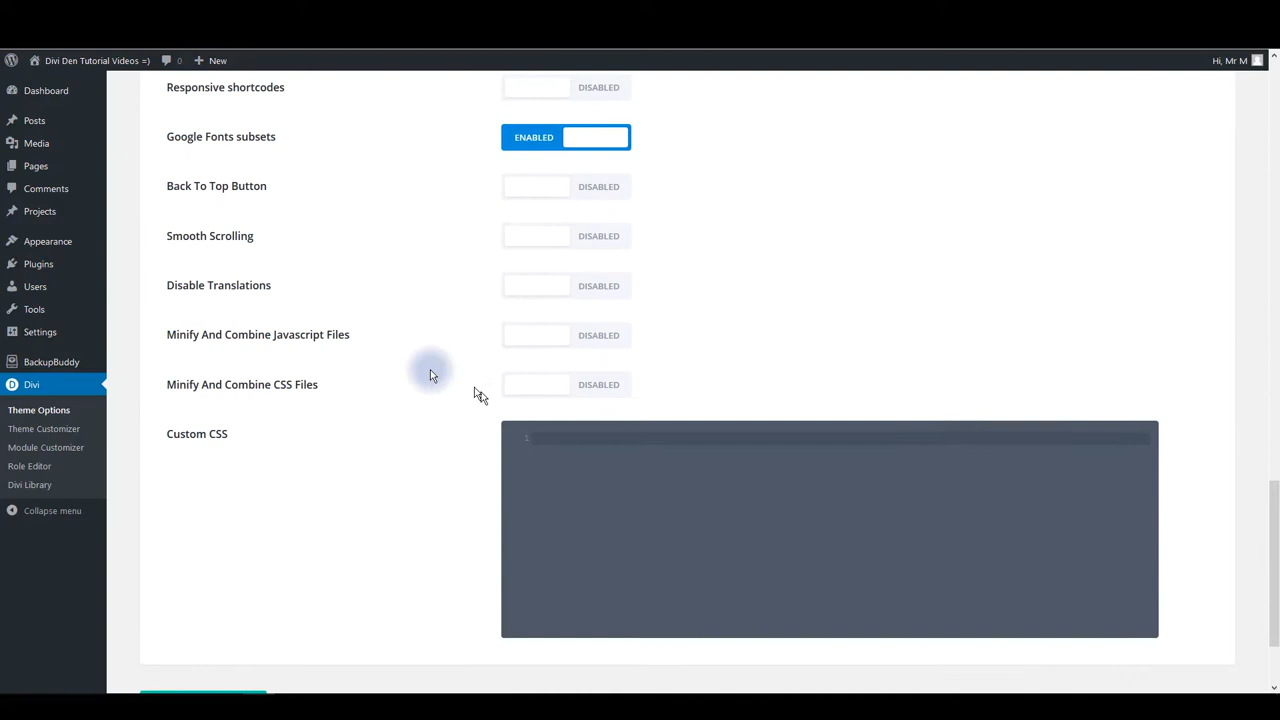 Divi Den Tutorial Videos =) 0 New Hi, Mr M
Dashboard
Posts
Media
Pages
Comments
Projects
Appearance
Plugins
Users
Tools
Settings
BackupBuddy
Divi
Theme Options
Theme Customizer
Module Customizer
Role Editor
Divi Library
Collapse menu
Responsive shortcodes DISABLED
Google Fonts subsets ENABLED
Back To Top Button DISABLED
Smooth Scrolling DISABLED
Disable Translations DISABLED
Minify And Combine Javascript Files DISABLED
Minify And Combine CSS Files DISABLED
Custom CSS
1